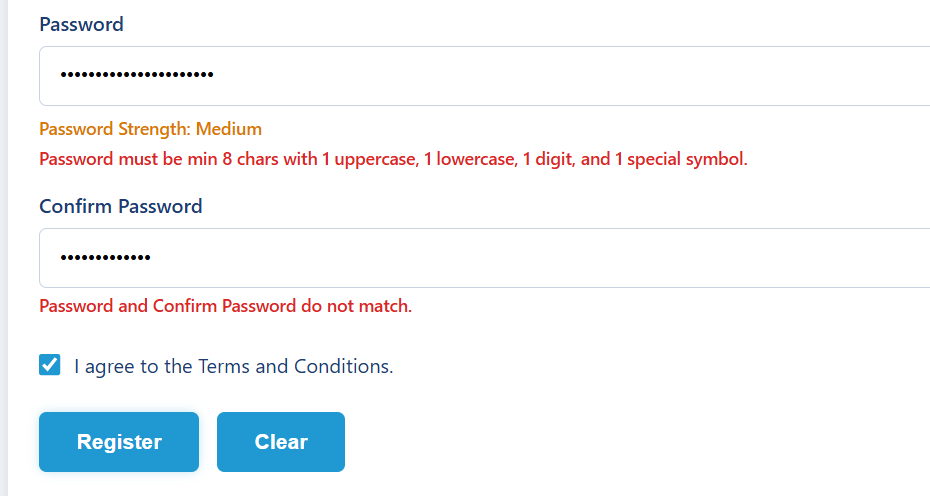 Password
••••••••••••••••••••••
Password Strength: Medium
Password must be min 8 chars with 1 uppercase, 1 lowercase, 1 digit, and 1 special symbol.
Confirm Password
•••••••••••••
Password and Confirm Password do not match.
I agree to the Terms and Conditions.
Register Clear